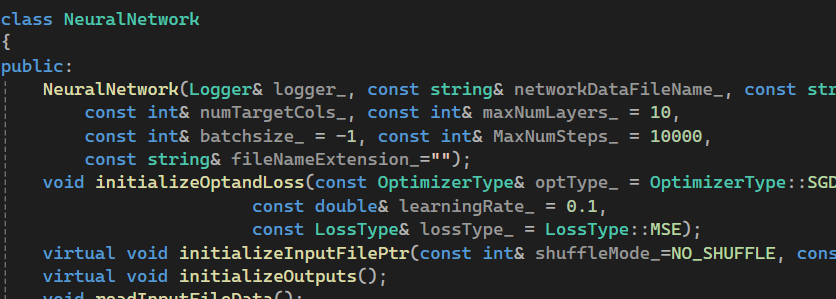 class NeuralNetwork
{
public:
NeuralNetwork(Logger& logger_, const string& networkDataFileName_, const str
const int& numTargetCols_, const int& maxNumLayers_ = 10,
const int& batchsize_ = -1, const int& MaxNumSteps_ = 10000,
const string& fileNameExtension_="");
void initializeOptandLoss(const OptimizerType& optType_ = OptimizerType::SGD
const double& learningRate_ = 0.1,
const LossType& lossType_ = LossType::MSE);
virtual void initializeInputFilePtr(const int& shuffleMode_=NO_SHUFFLE, cons
virtual void initializeOutputs();
void readInputFileData();